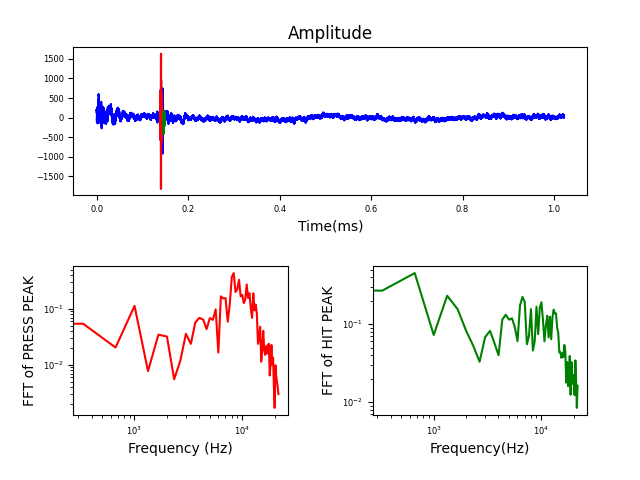 Amplitude
1500
1000
500
0
−500
−1000
−1500
0.0 0.2 0.4 0.6 0.8 1.0
Time(ms)
FFT of PRESS PEAK
10⁻¹
10⁻²
10³ 10⁴
Frequency (Hz)
FFT of HIT PEAK
10⁻¹
10⁻²
10³ 10⁴
Frequency(Hz)